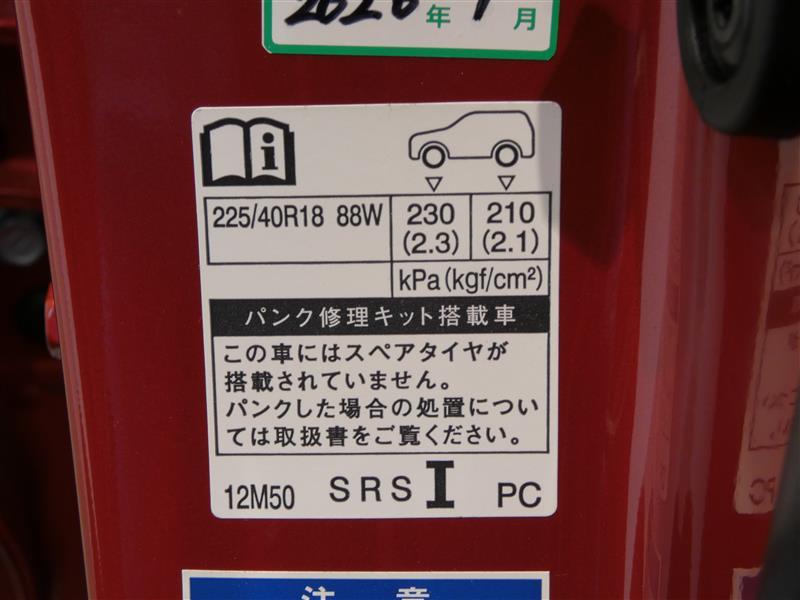 年 月
225/40R18 88W 230 (2.3) 210 (2.1)
kPa(kgf/cm²)
パンク修理キット搭載車
この車にはスペアタイヤが
搭載されていません。
パンクした場合の処置につい
ては取扱書をご覧ください。
12M50 SRS I PC
注意